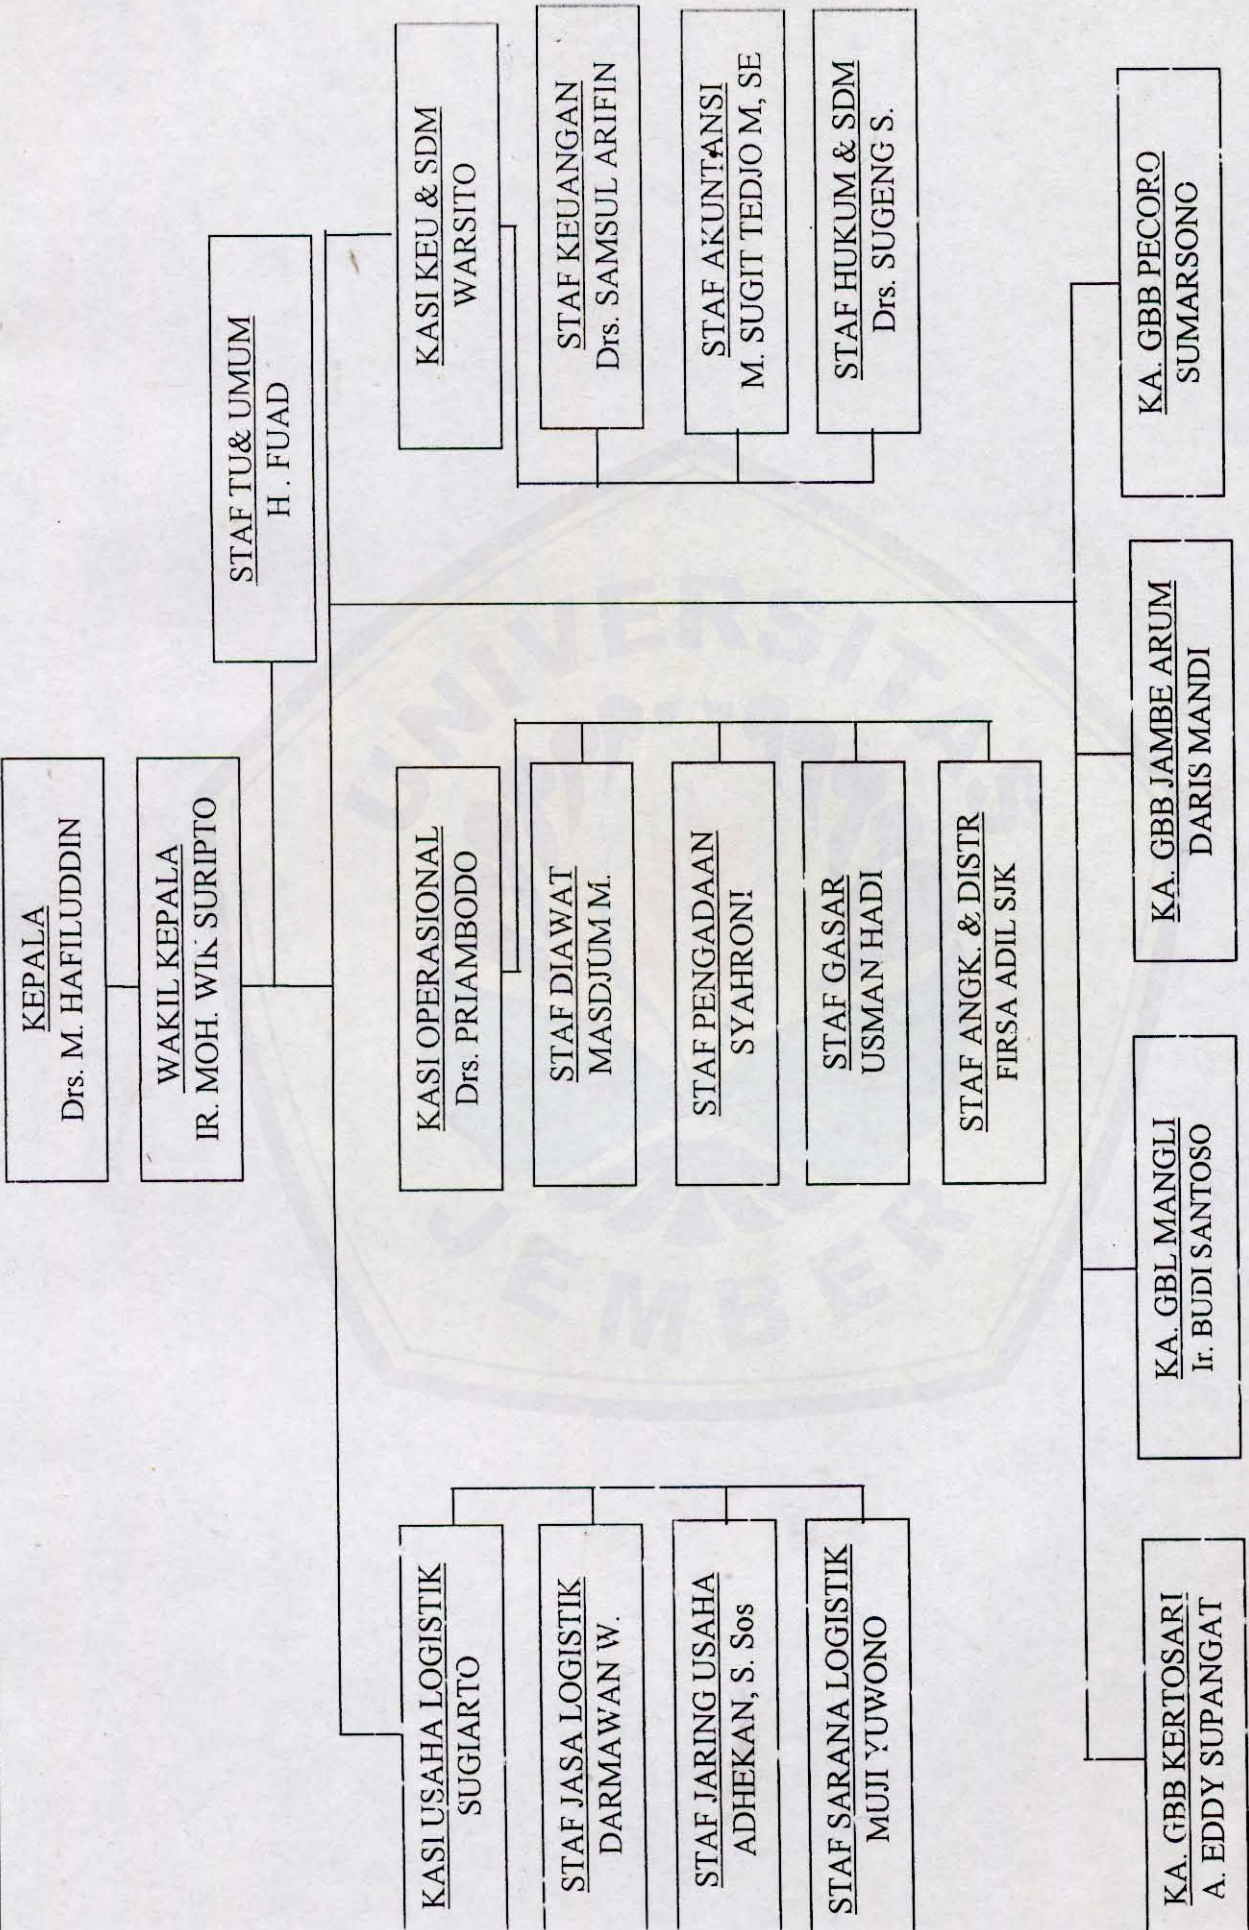 KEPALA
Drs. M. HAFILUDDIN
WAKIL KEPALA
IR. MOH. WIK SURIPTO
STAF TU& UMUM
H . FUAD
KASI USAHA LOGISTIK
SUGIARTO
STAF JASA LOGISTIK
DARMAWAN W.
STAF JARING USAHA
ADHEKAN, S. Sos
STAF SARANA LOGISTIK
MUJI YUWONO
KASI OPERASIONAL
Drs. PRIAMBODO
STAF DIAWAT
MASDJUM M.
STAF PENGADAAN
SYAHRONI
STAF GASAR
USMAN HADI
STAF ANGK. & DISTR
FIRSA ADIL SJK
KASI KEU & SDM
WARSITO
STAF KEUANGAN
Drs. SAMSUL ARIFIN
STAF AKUNTANSI
M. SUGIT TEDJO M, SE
STAF HUKUM & SDM
Drs. SUGENG S.
KA. GBB KERTOSARI
A. EDDY SUPANGAT
KA. GBL MANGLI
Ir. BUDI SANTOSO
KA. GBB JAMBE ARUM
DARIS MANDI
KA. GBB PECORO
SUMARSONO
UNIVERSITAS
JEMBER